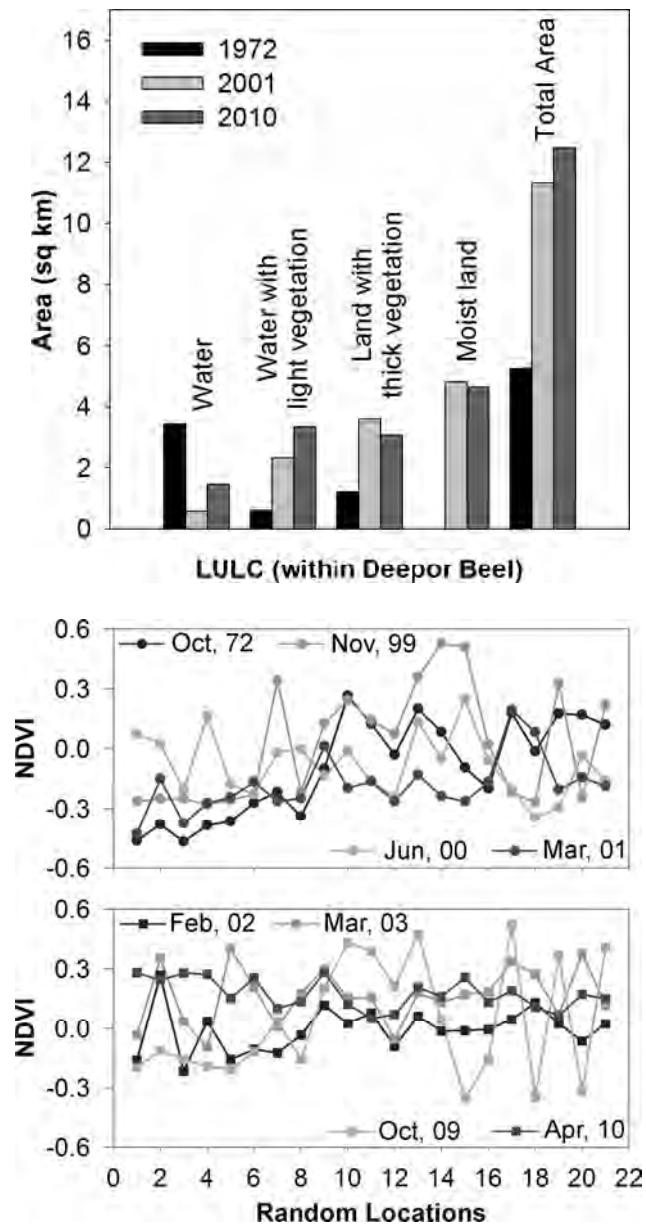 16
14
12
10
8
6
4
2
0
Area (sq km)
1972
2001
2010
Water
Water with
light vegetation
Land with
thick vegetation
Moist land
Total Area
LULC (within Deepor Beel)
0.6
0.3
0.0
-0.3
-0.6
NDVI
Oct, 72
Nov, 99
Jun, 00
Mar, 01
0.6
0.3
0.0
-0.3
-0.6
NDVI
Feb, 02
Mar, 03
Oct, 09
Apr, 10
0 2 4 6 8 10 12 14 16 18 20 22
Random Locations